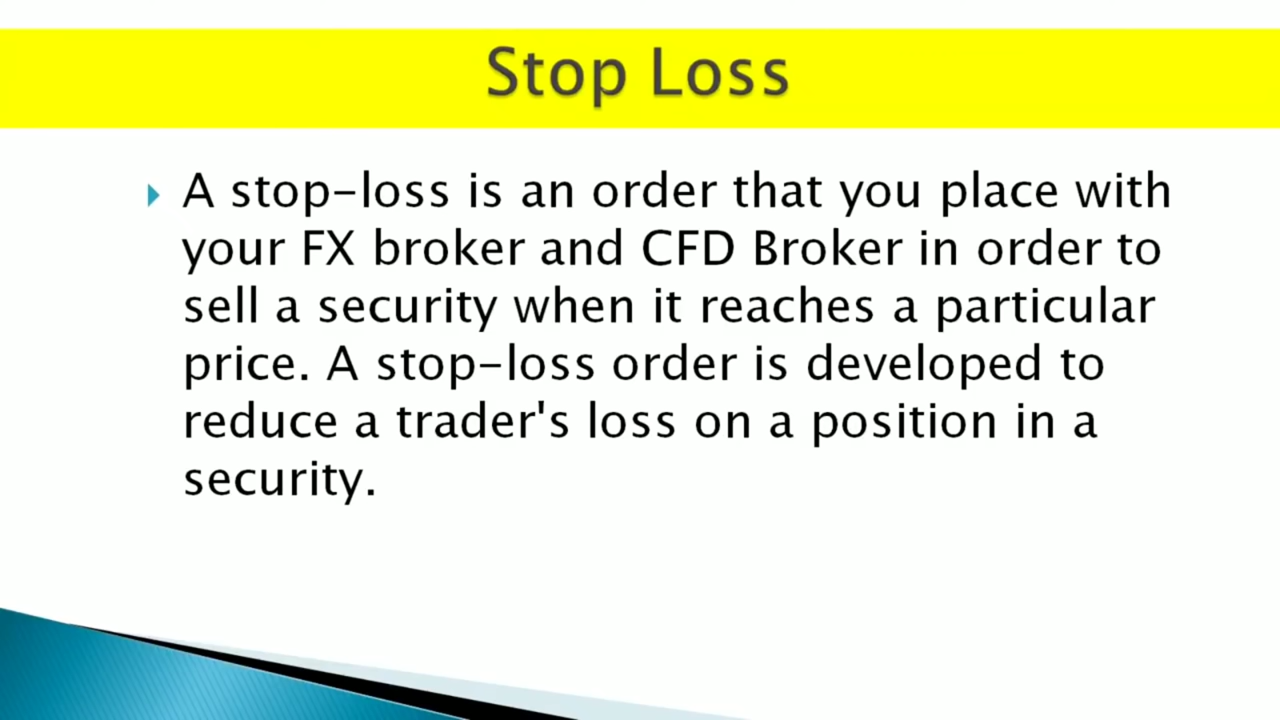 Stop Loss
A stop-loss is an order that you place with
your FX broker and CFD Broker in order to
sell a security when it reaches a particular
price. A stop-loss order is developed to
reduce a trader's loss on a position in a
security.